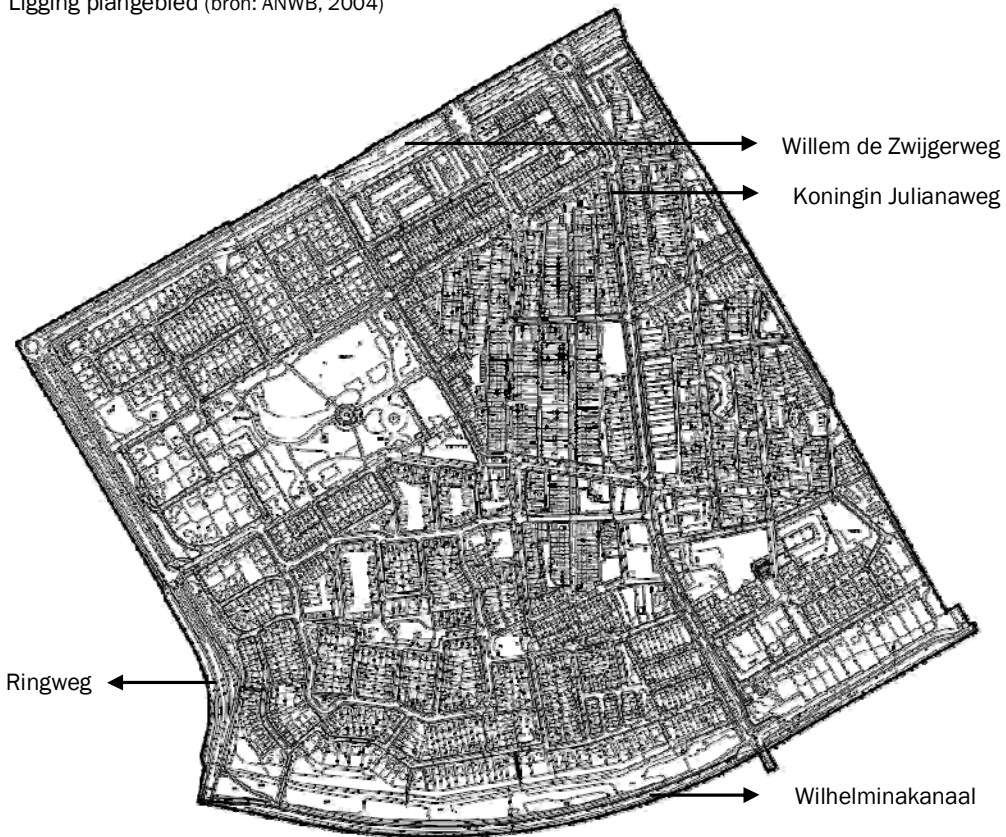 Ligging plangebied (bron: ANWB, 2004)
Willem de Zwijgerweg
Koningin Julianaweg
Ringweg
Wilhelminakanaal